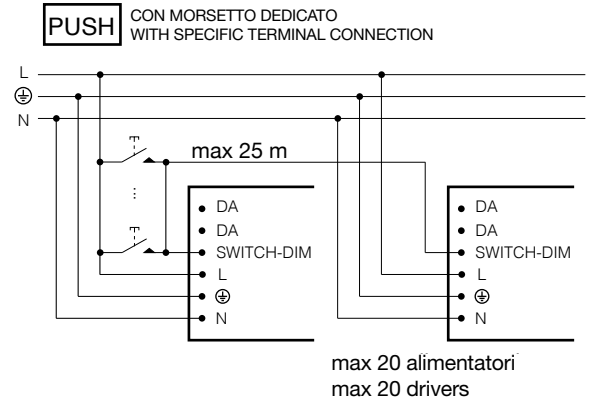 PUSH
CON MORSETTO DEDICATO
WITH SPECIFIC TERMINAL CONNECTION
L
N
max 25 m
DA
DA
SWITCH-DIM
L
N
DA
DA
SWITCH-DIM
L
N
max 20 alimentatori
max 20 drivers